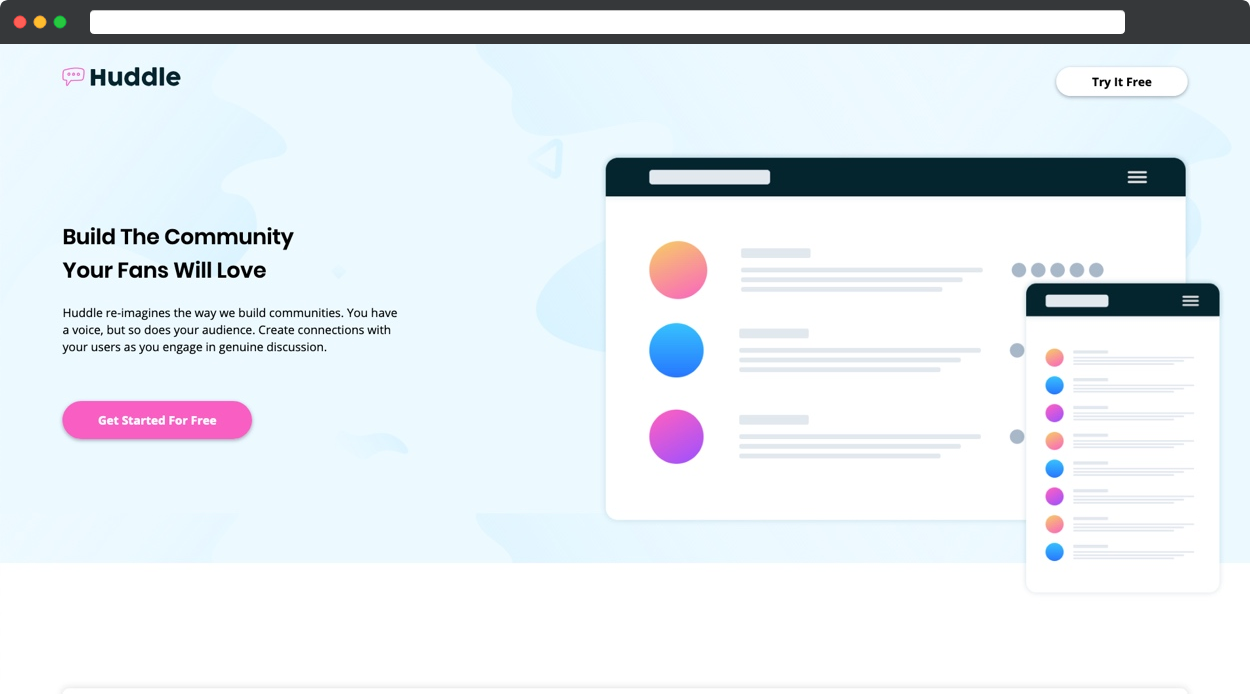 Huddle
Try It Free
Build The Community
Your Fans Will Love
Huddle re-imagines the way we build communities. You have
a voice, but so does your audience. Create connections with
your users as you engage in genuine discussion.
Get Started For Free